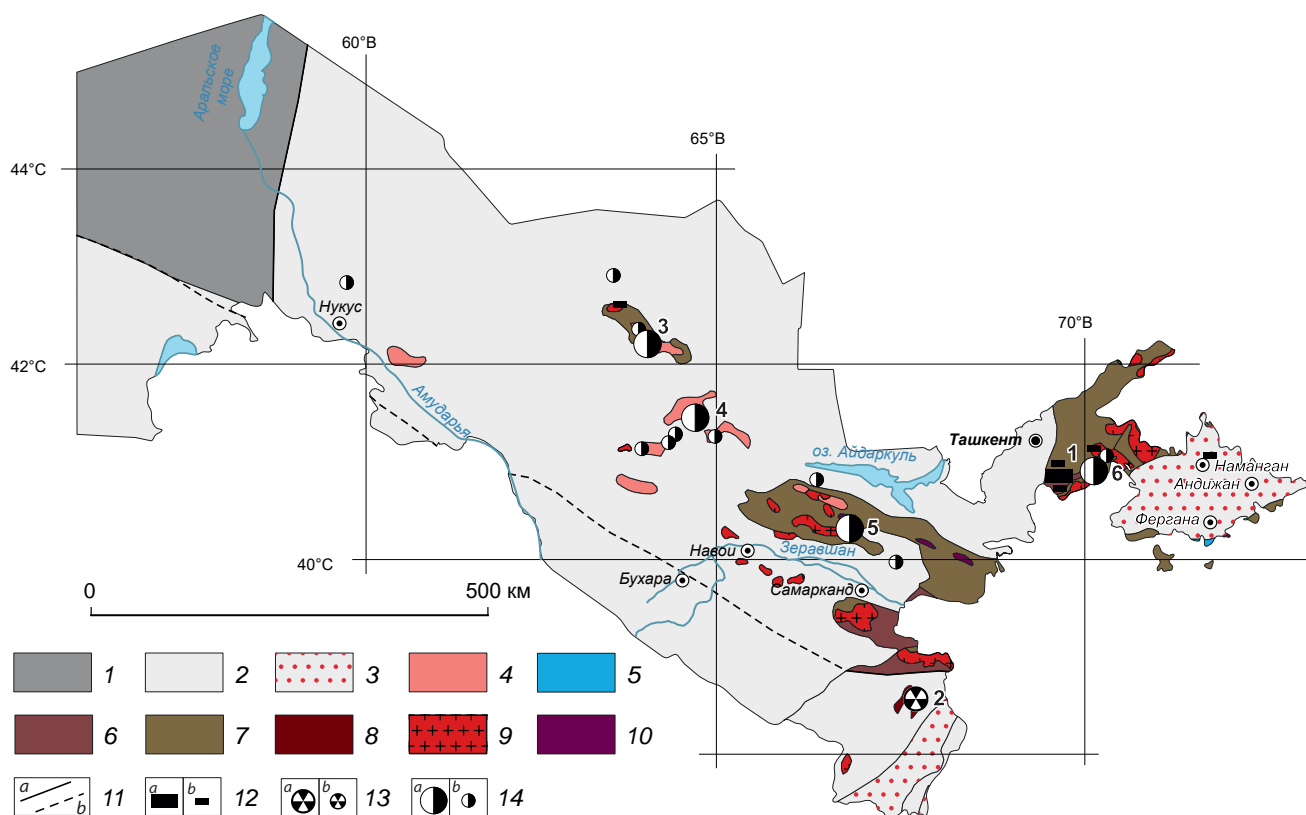 60°В
Аральское
море
65°В
44°С
Нукус
3
42°С
70°В
4
Амударья
оз. Айдаркуль
Ташкент
1
6
Наманган
Андижан
5
Фергана
Навои
Зеравшан
40°С
Бухара
Самарканд
0
500 км
2
1
2
3
4
5
6
7
8
9
10
a
b
11
a
b
12
a
b
13
a
b
14